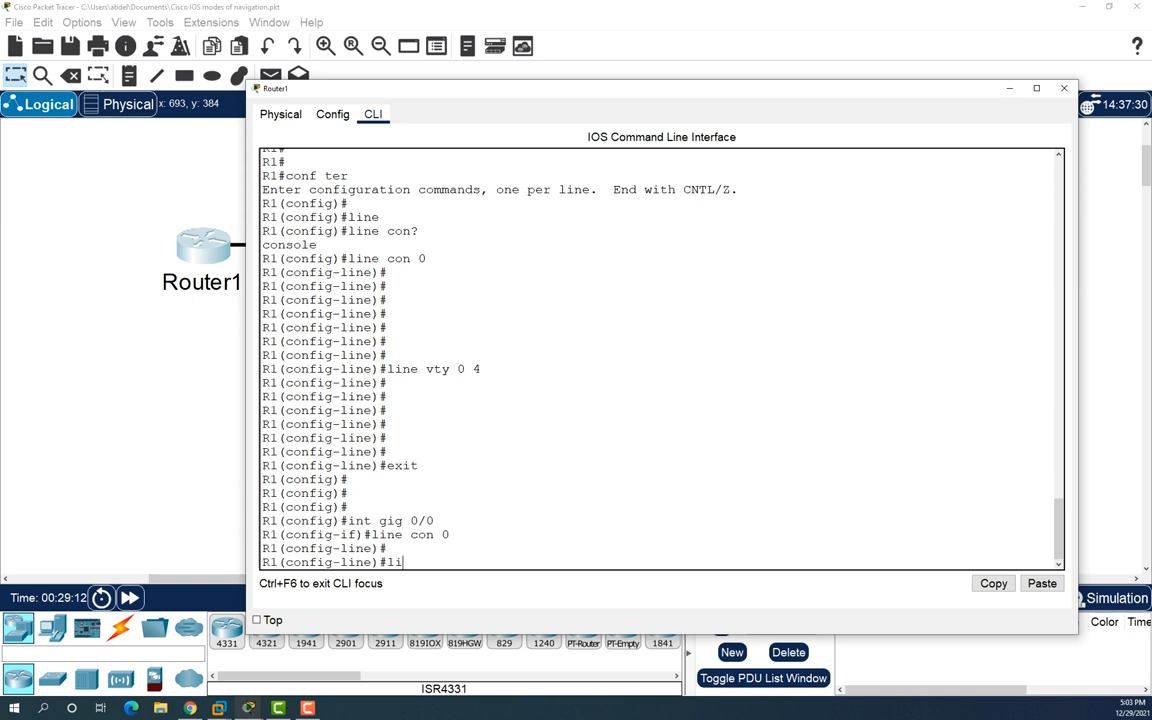 Cisco Packet Tracer - C:\Users\abdel\Documents\Cisco IOS modes of navigation.pkt
File Edit Options View Tools Extensions Window Help
Logical Physical x: 693, y: 384
14:37:30
Router1
Router1
Physical Config CLI
IOS Command Line Interface
R1#
R1#
R1#conf ter
Enter configuration commands, one per line.  End with CNTL/Z.
R1(config)#
R1(config)#line
R1(config)#line con?
console
R1(config)#line con 0
R1(config-line)#
R1(config-line)#
R1(config-line)#
R1(config-line)#
R1(config-line)#
R1(config-line)#
R1(config-line)#
R1(config-line)#line vty 0 4
R1(config-line)#
R1(config-line)#
R1(config-line)#
R1(config-line)#
R1(config-line)#
R1(config-line)#
R1(config-line)#exit
R1(config)#
R1(config)#
R1(config)#
R1(config)#int gig 0/0
R1(config-if)#line con 0
R1(config-line)#
R1(config-line)#li
Ctrl+F6 to exit CLI focus
Copy Paste
Top
Time: 00:29:12
Simulation
4331 4321 1941 2901 2911 819IOX 819HGW 829 1240 PT-Router PT-Empty 1841
ISR4331
New Delete
Toggle PDU List Window
Color Time
5:03 PM
12/29/2021